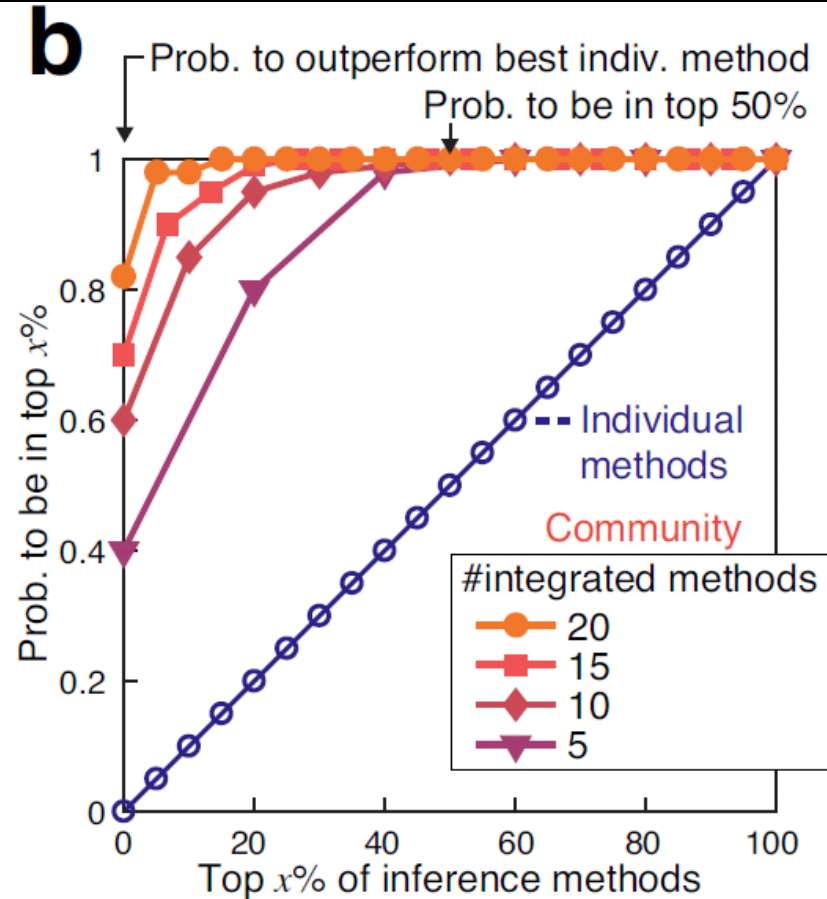 b
Prob. to outperform best indiv. method
Prob. to be in top 50%
Prob. to be in top x%
1
0.8
0.6
0.4
0.2
0
Individual
methods
Community
#integrated methods
20
15
10
5
0
20
40
60
80
100
Top x% of inference methods